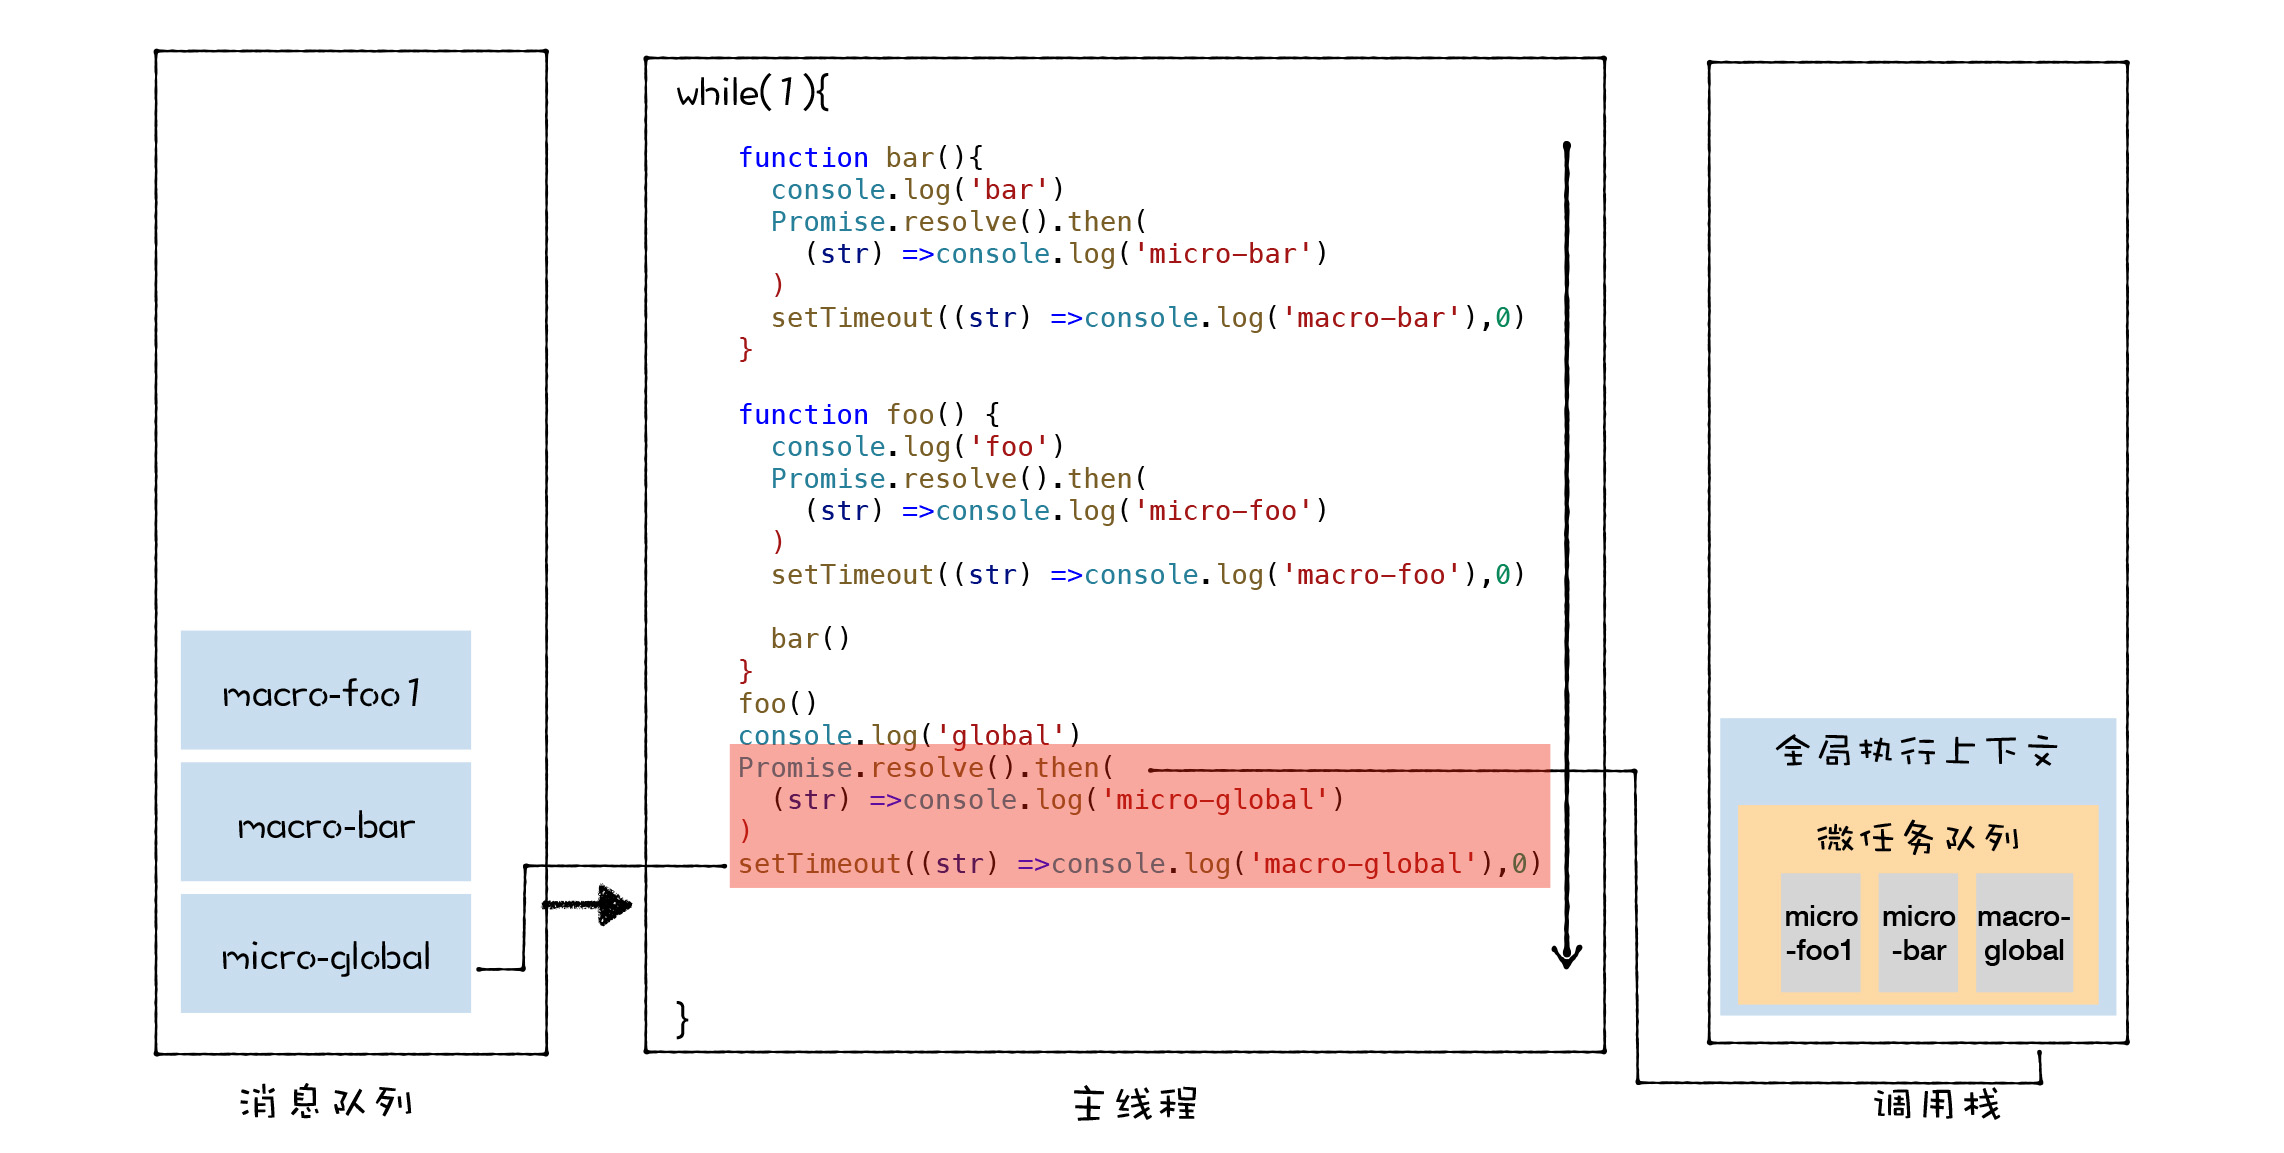 macro-foo1
macro-bar
micro-global
消息队列
while(1){
function bar(){
  console.log('bar')
  Promise.resolve().then(
    (str) =>console.log('micro-bar')
  )
  setTimeout((str) =>console.log('macro-bar'),0)
}
function foo() {
  console.log('foo')
  Promise.resolve().then(
    (str) =>console.log('micro-foo')
  )
  setTimeout((str) =>console.log('macro-foo'),0)
  bar()
}
foo()
console.log('global')
Promise.resolve().then(
  (str) =>console.log('micro-global')
)
setTimeout((str) =>console.log('macro-global'),0)
}
主线程
全局执行上下文
微任务队列
micro
-foo1
micro
-bar
macro-
global
调用栈